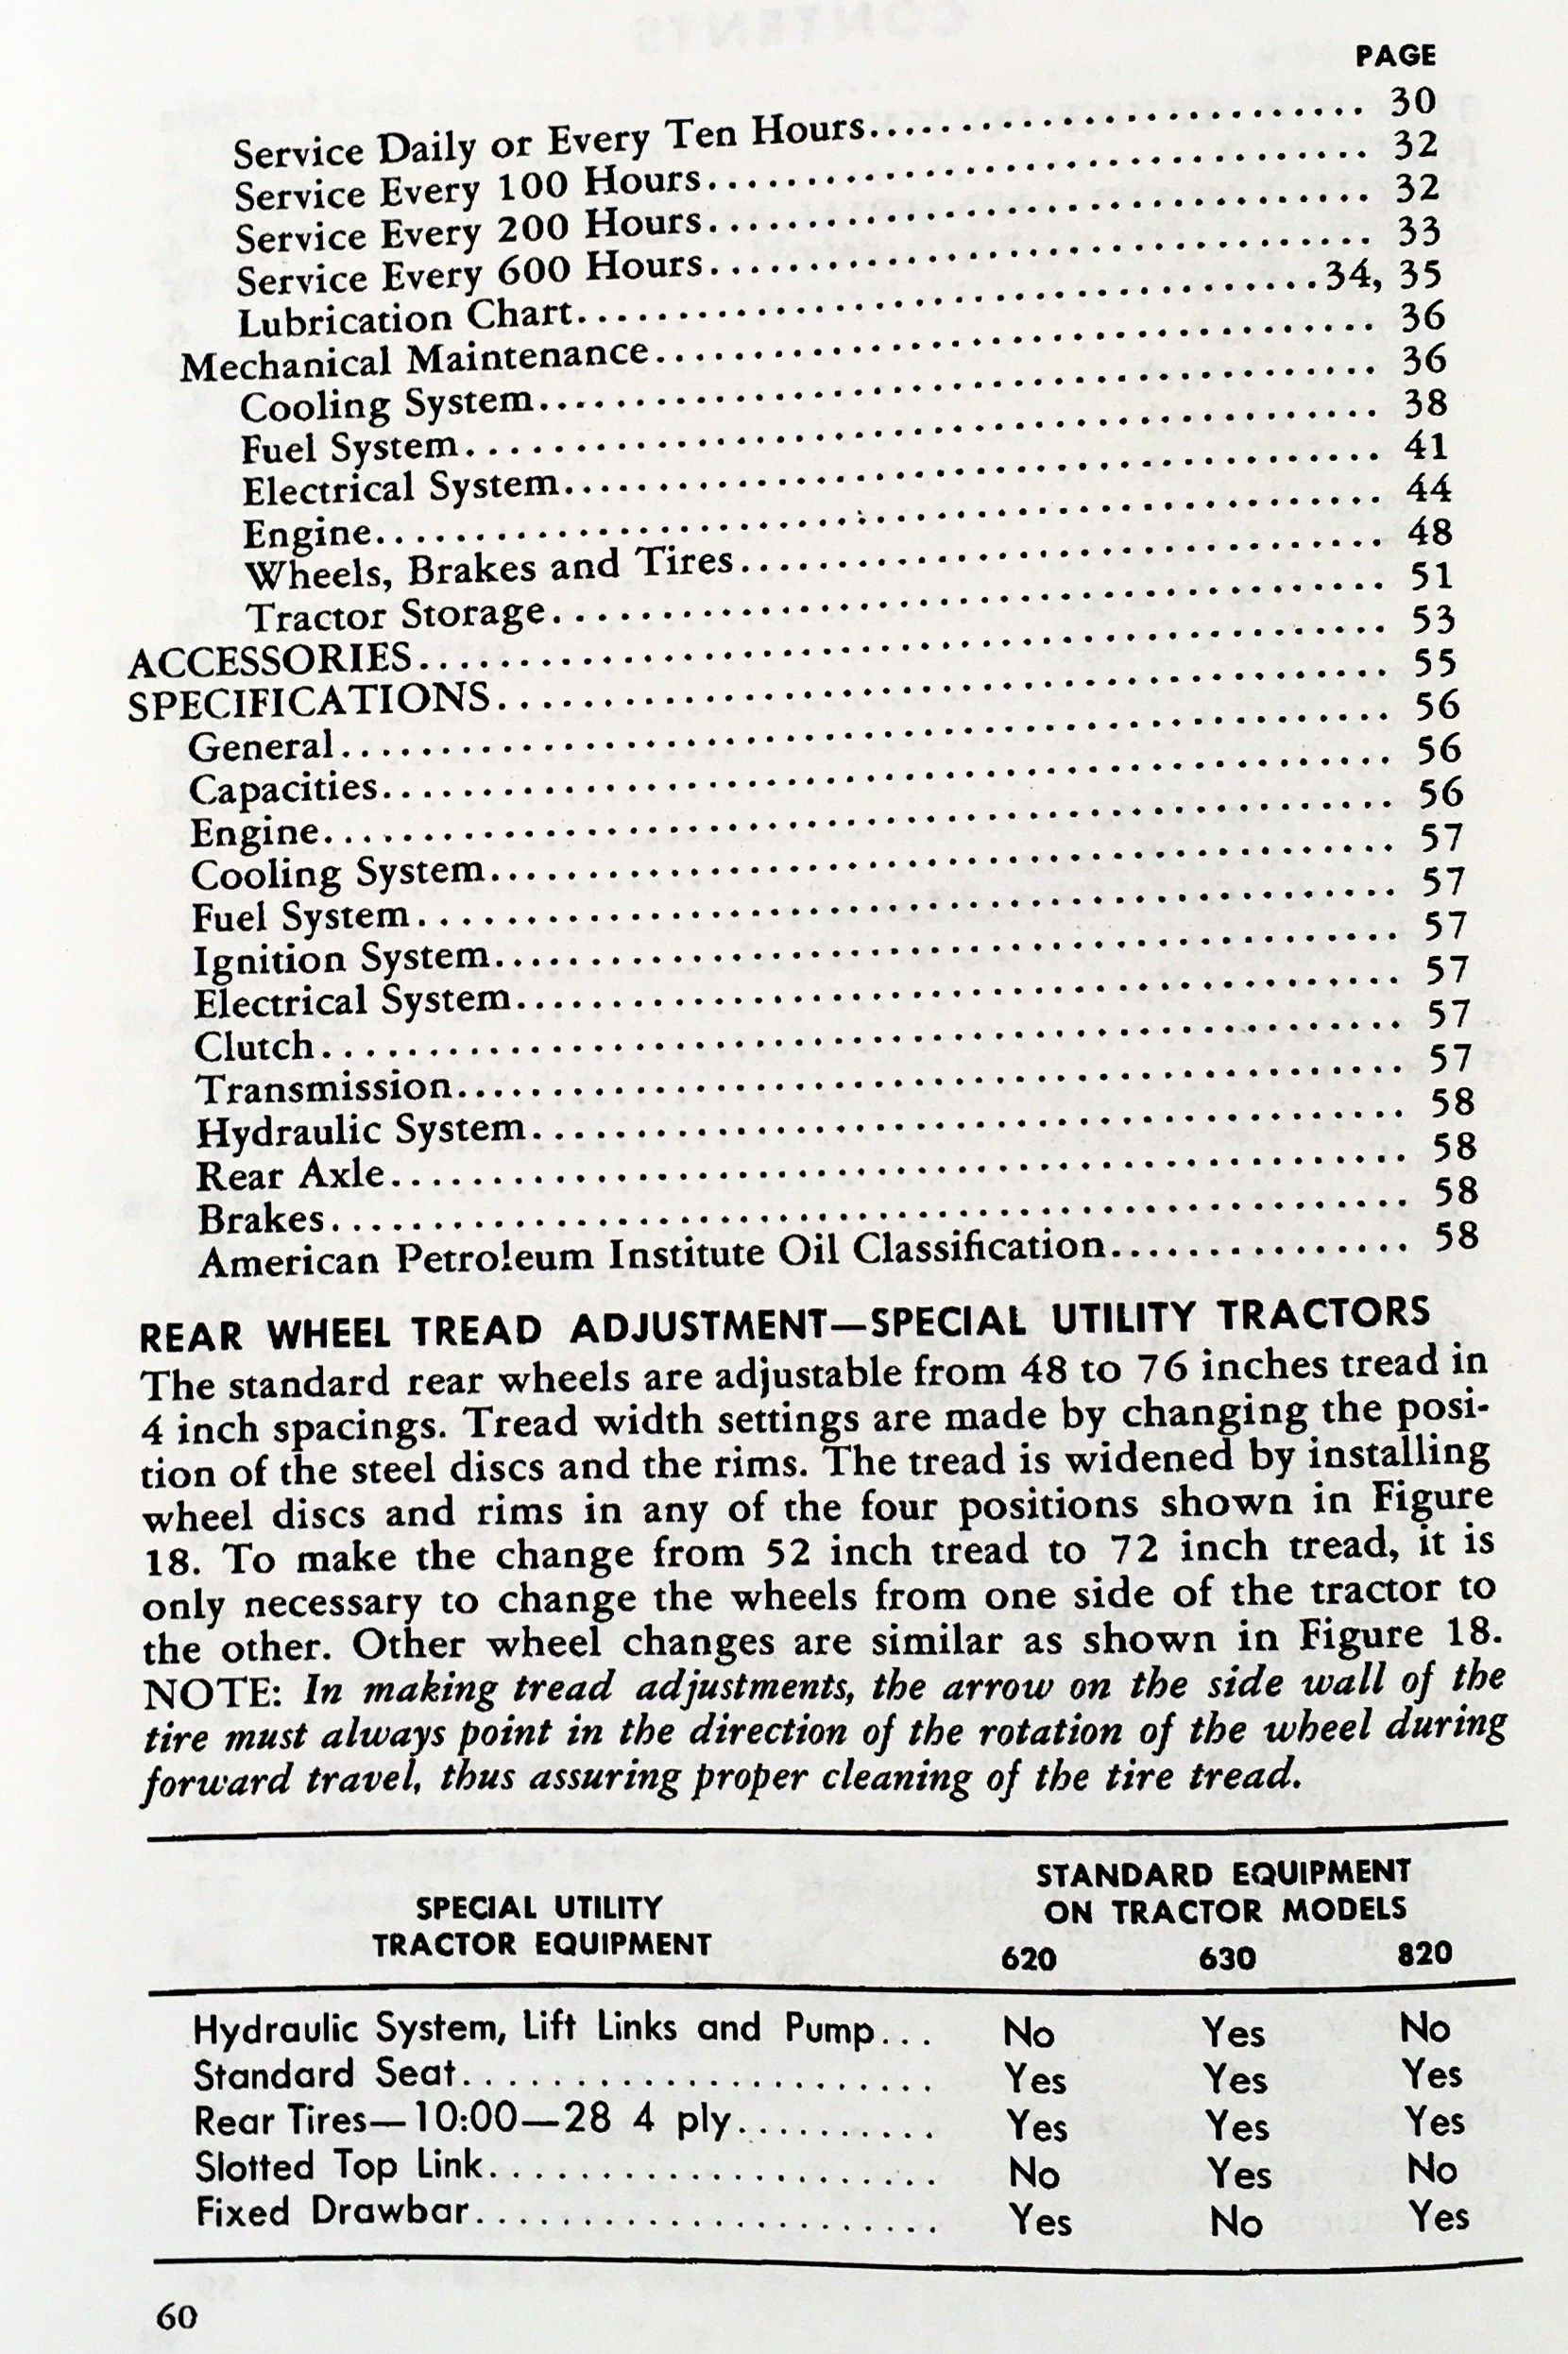 PAGE
Service Daily or Every Ten Hours.......................... 30
Service Every 100 Hours................................. 32
Service Every 200 Hours................................. 32
Service Every 600 Hours................................. 33
Lubrication Chart.....................................34, 35
Mechanical Maintenance................................... 36
Cooling System......................................... 36
Fuel System............................................ 38
Electrical System........................................ 41
Engine................................................ 44
Wheels, Brakes and Tires................................ 48
Tractor Storage......................................... 51
ACCESSORIES.............................................. 53
SPECIFICATIONS.......................................... 55
General.................................................. 56
Capacities............................................... 56
Engine................................................... 56
Cooling System........................................... 57
Fuel System.............................................. 57
Ignition System.......................................... 57
Electrical System......................................... 57
Clutch................................................... 57
Transmission............................................. 57
Hydraulic System......................................... 58
Rear Axle................................................ 58
Brakes................................................... 58
American Petroleum Institute Oil Classification............... 58
REAR WHEEL TREAD ADJUSTMENT—SPECIAL UTILITY TRACTORS
The standard rear wheels are adjustable from 48 to 76 inches tread in
4 inch spacings. Tread width settings are made by changing the posi-
tion of the steel discs and the rims. The tread is widened by installing
wheel discs and rims in any of the four positions shown in Figure
18. To make the change from 52 inch tread to 72 inch tread, it is
only necessary to change the wheels from one side of the tractor to
the other. Other wheel changes are similar as shown in Figure 18.
NOTE: In making tread adjustments, the arrow on the side wall of the
tire must always point in the direction of the rotation of the wheel during
forward travel, thus assuring proper cleaning of the tire tread.
SPECIAL UTILITY
TRACTOR EQUIPMENT
STANDARD EQUIPMENT
ON TRACTOR MODELS
620 630 820
Hydraulic System, Lift Links and Pump... No Yes No
Standard Seat...................... Yes Yes Yes
Rear Tires—10:00—28 4 ply.......... Yes Yes Yes
Slotted Top Link..................... No Yes No
Fixed Drawbar...................... Yes No Yes
60